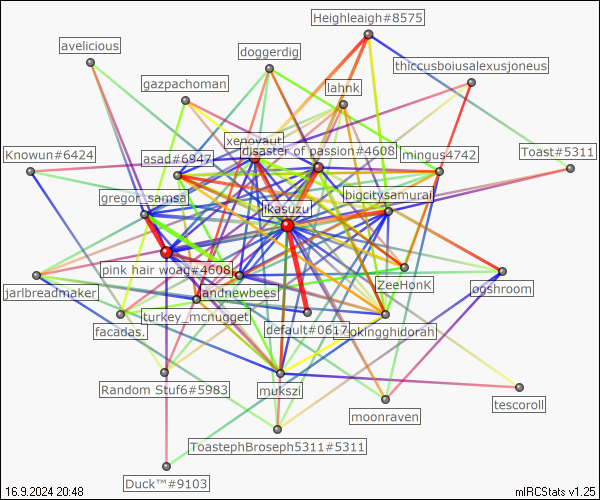 Heighleaigh#8575
avelicious
doggerdig
thiccusboiusalexusjoneus
gazpachoman
lahnk
xenovaut
disaster of passion#4608
Knowun#6424
asad#6947
mingus4742
Toast#5311
gregor_samsa
bigcitysamurai
ikasuzu
pink hair woag#4608
jarlbreadmaker
landnewbees
ZeeHonK
ogshroom
facadas.
turkey_mcnugget
default#0617
okingghidorah
Random Stuf6#5983
mukszi
tescoroll
moonraven
ToastephBroseph5311#5311
Duck™#9103
16.9.2024 20:48
mIRCStats v1.25